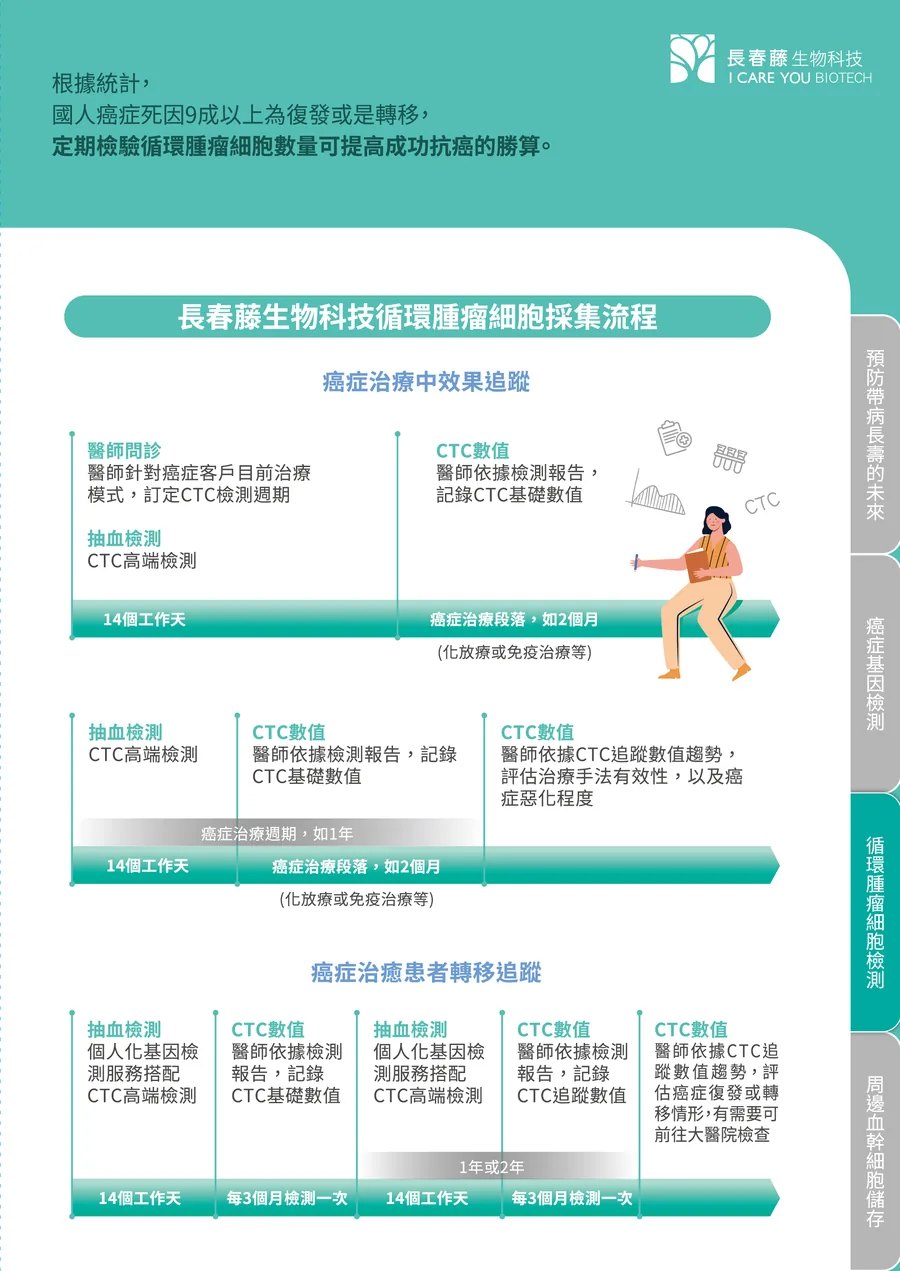 長春藤 生物科技
I CARE YOU BIOTECH
根據統計，
國人癌症死因9成以上為復發或是轉移，
定期檢驗循環腫瘤細胞數量可提高成功抗癌的勝算。
長春藤生物科技循環腫瘤細胞採集流程
癌症治療中效果追蹤
醫師問診
醫師針對癌症客戶目前治療
模式，訂定CTC檢測週期
抽血檢測
CTC高端檢測
CTC數值
醫師依據檢測報告，
記錄CTC基礎數值
CTC
14個工作天
癌症治療段落，如2個月
(化放療或免疫治療等)
抽血檢測
CTC高端檢測
CTC數值
醫師依據檢測報告，記錄
CTC基礎數值
CTC數值
醫師依據CTC追蹤數值趨勢，
評估治療手法有效性，以及癌
症惡化程度
癌症治療週期，如1年
14個工作天
癌症治療段落，如2個月
(化放療或免疫治療等)
癌症治癒患者轉移追蹤
抽血檢測
個人化基因檢
測服務搭配
CTC高端檢測
CTC數值
醫師依據檢測
報告，記錄
CTC基礎數值
抽血檢測
個人化基因檢
測服務搭配
CTC高端檢測
CTC數值
醫師依據檢測
報告，記錄
CTC追蹤數值
CTC數值
醫師依據CTC追
蹤數值趨勢，評
估癌症復發或轉
移情形，有需要可
前往大醫院檢查
1年或2年
14個工作天
每3個月檢測一次
14個工作天
每3個月檢測一次
預防帶病長壽的未來
癌症基因檢測
循環腫瘤細胞檢測
周邊血幹細胞儲存